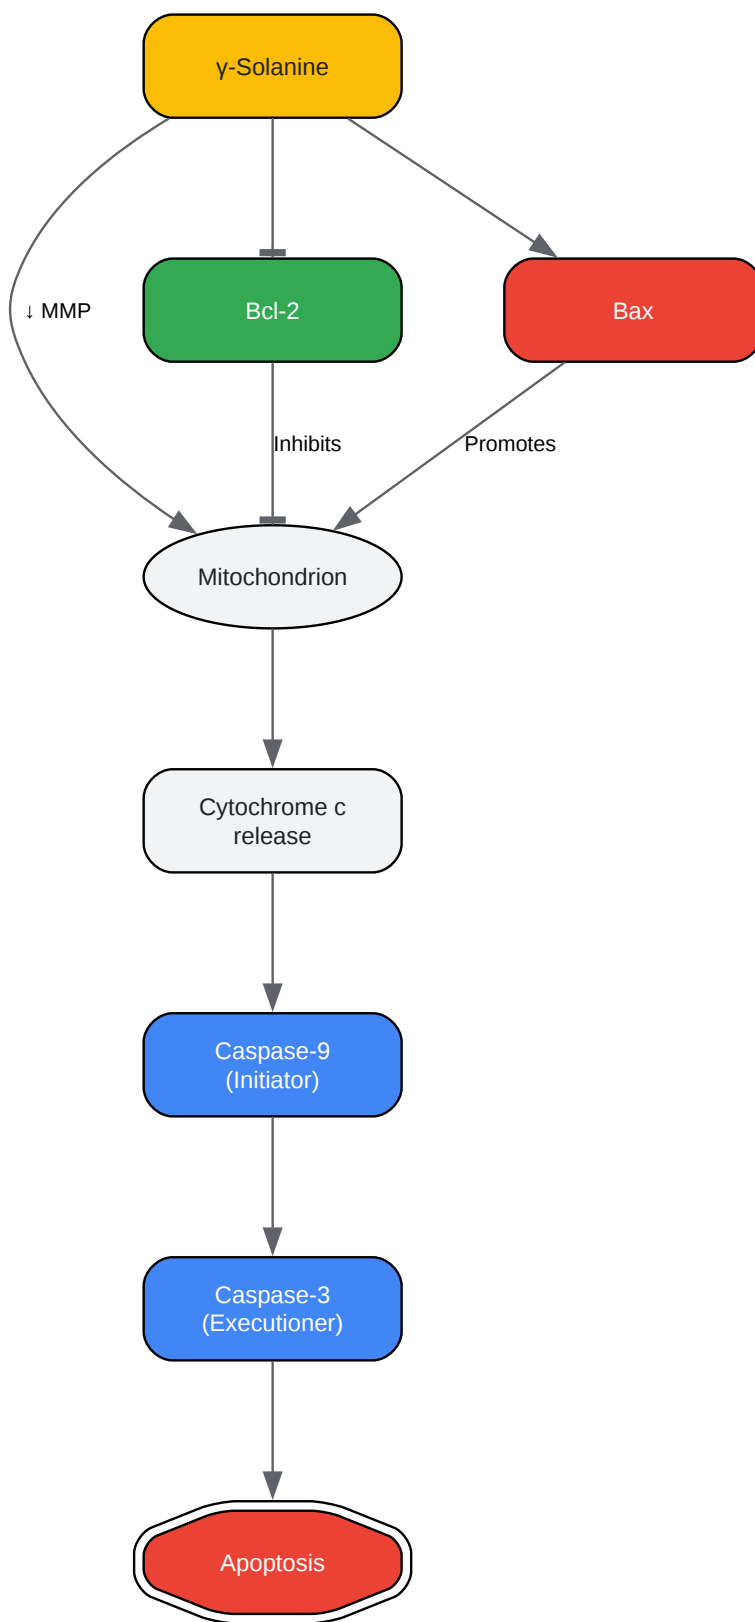 γ-Solanine
↓ MMP
Bcl-2
Bax
Inhibits
Promotes
Mitochondrion
Cytochrome c
release
Caspase-9
(Initiator)
Caspase-3
(Executioner)
Apoptosis